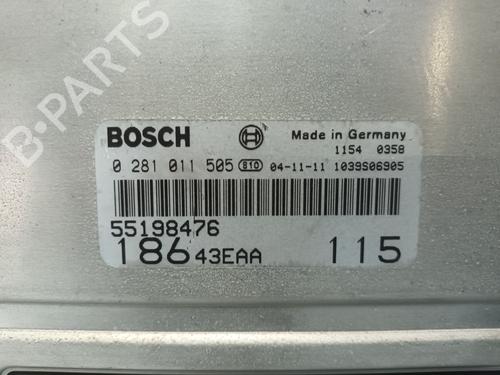 B-PARTS
BOSCH Made in Germany
1154 0358
0 281 011 505 810 04-11-11 1039S06905
55198476
186 43EAA 115